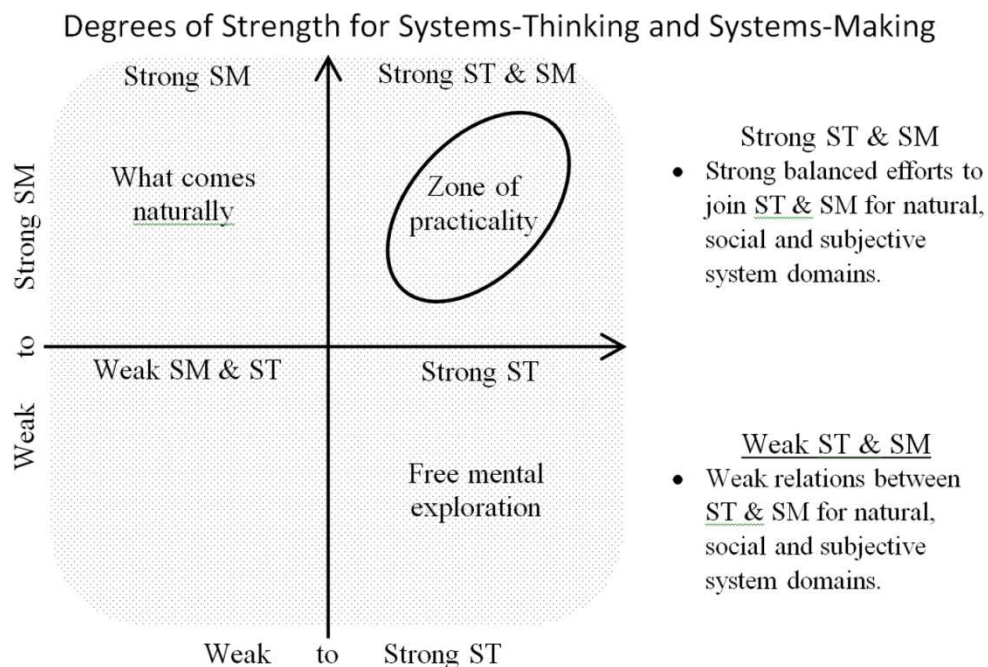 Degrees of Strength for Systems-Thinking and Systems-Making
Strong SM
Strong ST & SM
What comes
naturally
Zone of
practicality
Weak SM & ST
Strong ST
Free mental
exploration
Weak to Strong SM
Weak to Strong ST
Strong ST & SM
• Strong balanced efforts to
join ST & SM for natural,
social and subjective
system domains.
Weak ST & SM
• Weak relations between
ST & SM for natural,
social and subjective
system domains.